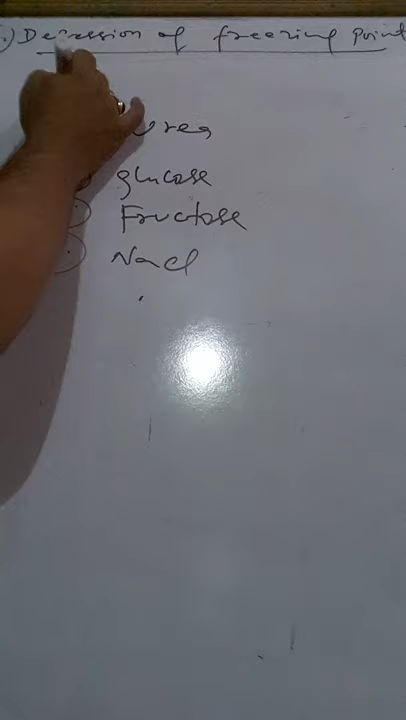 Depression of freezing point
Urea
glucose
Fructose
NaCl